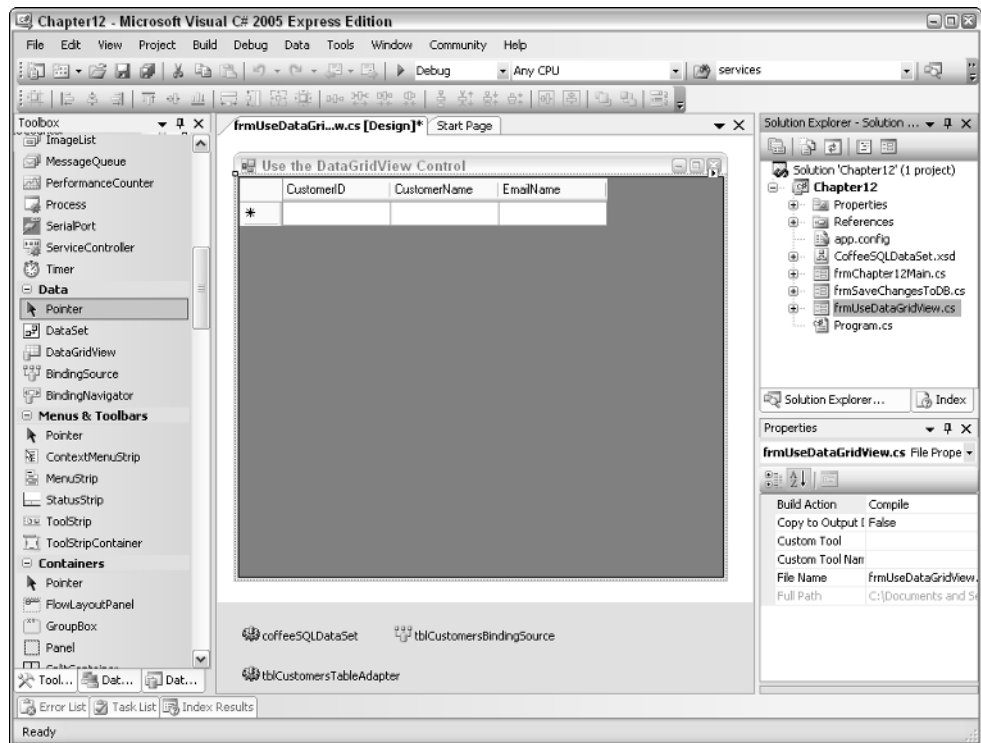 Chapter12 - Microsoft Visual C# 2005 Express Edition
File Edit View Project Build Debug Data Tools Window Community Help
Debug Any CPU services
Toolbox
ImageList
MessageQueue
PerformanceCounter
Process
SerialPort
ServiceController
Timer
Data
Pointer
DataSet
DataGridView
BindingSource
BindingNavigator
Menus & Toolbars
Pointer
ContextMenuStrip
MenuStrip
StatusStrip
ToolStrip
ToolStripContainer
Containers
Pointer
FlowLayoutPanel
GroupBox
Panel
Tool... Dat... Dat...
frmUseDataGri...w.cs [Design]* Start Page
Use the DataGridView Control
CustomerID CustomerName EmailName
coffeeSQLDataSet tblCustomersBindingSource
tblCustomersTableAdapter
Solution Explorer - Solution ...
Solution 'Chapter12' (1 project)
Chapter12
Properties
References
app.config
CoffeeSQLDataSet.xsd
frmChapter12Main.cs
frmSaveChangesToDB.cs
frmUseDataGridView.cs
Program.cs
Solution Explorer... Index
Properties
frmUseDataGridView.cs File Prope
Build Action Compile
Copy to Output D False
Custom Tool
Custom Tool Nam
File Name frmUseDataGridView.
Full Path C:\Documents and Se
Error List Task List Index Results
Ready